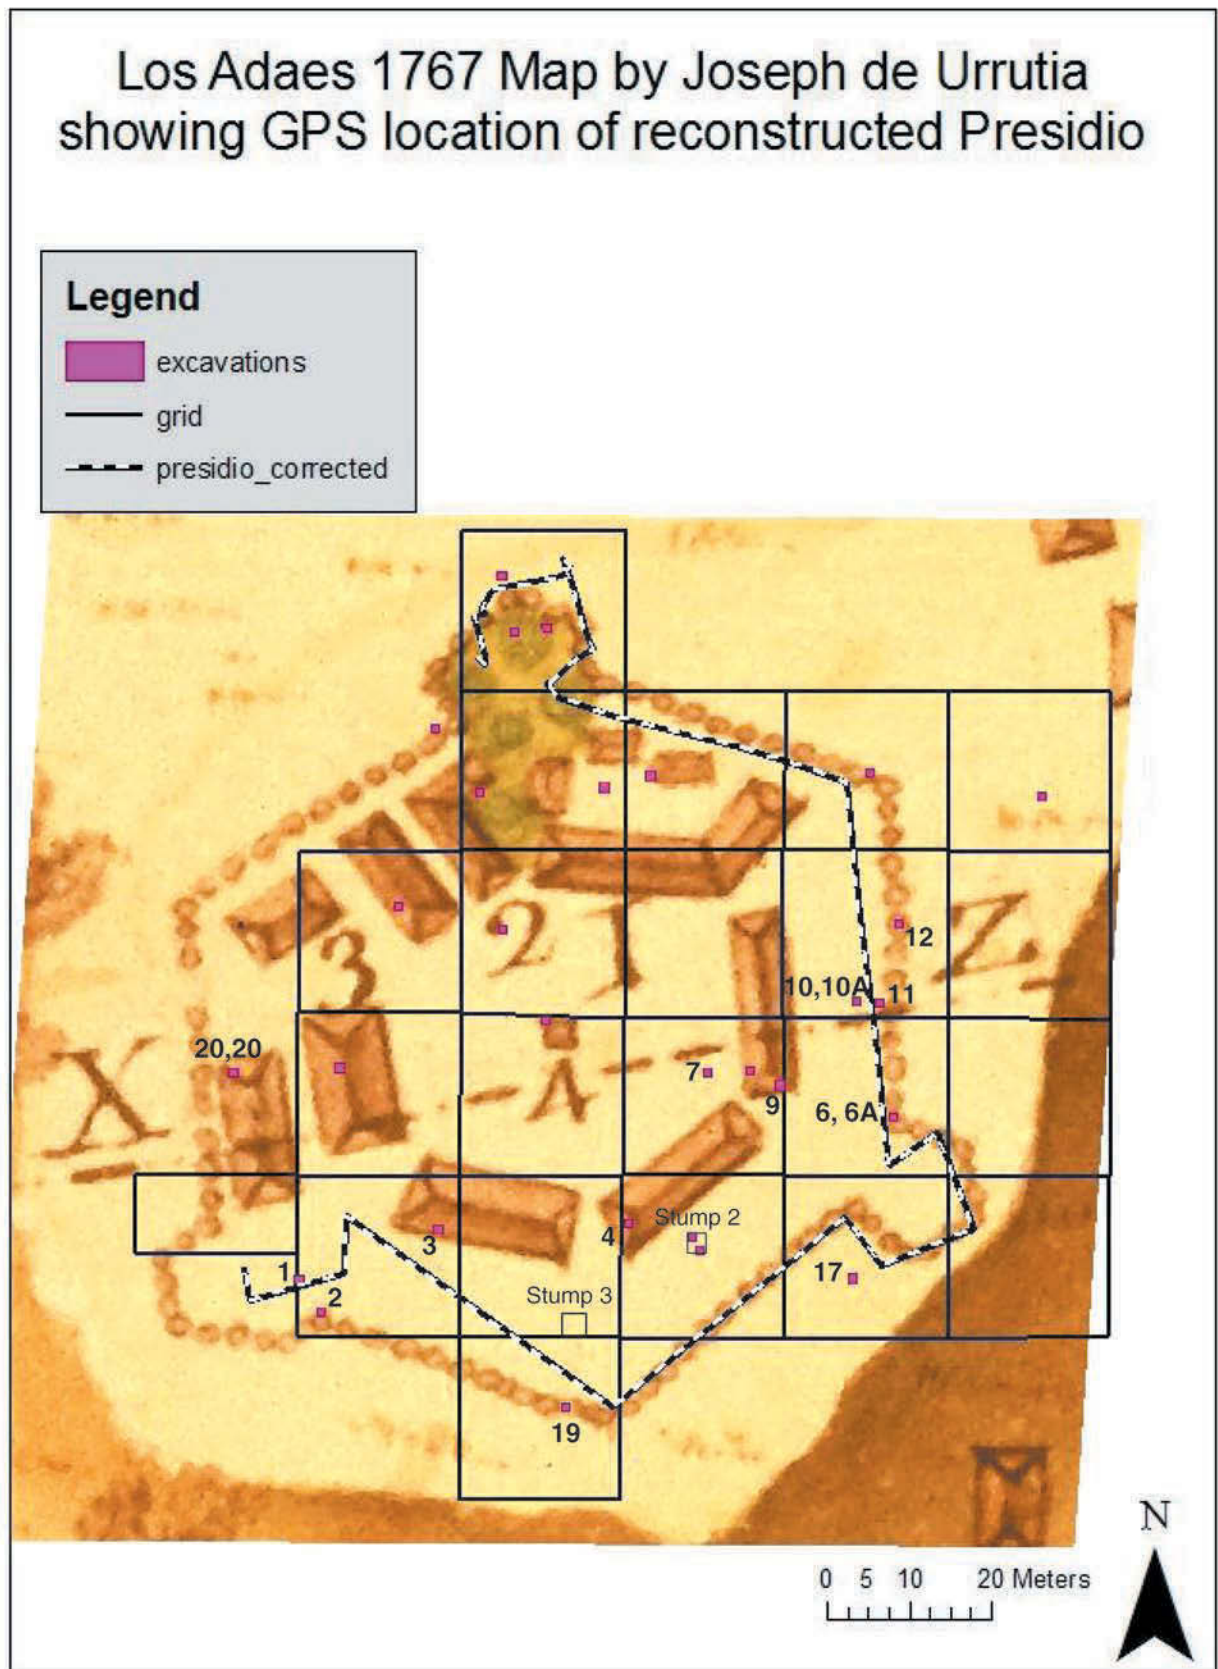 Los Adaes 1767 Map by Joseph de Urrutia
showing GPS location of reconstructed Presidio
Legend
excavations
grid
presidio_corrected
12
Z
3
2
1
10,10A
11
20,20
X
4
7
9
6, 6A
Stump 2
4
3
1
17
2
Stump 3
19
N
0 5 10 20 Meters